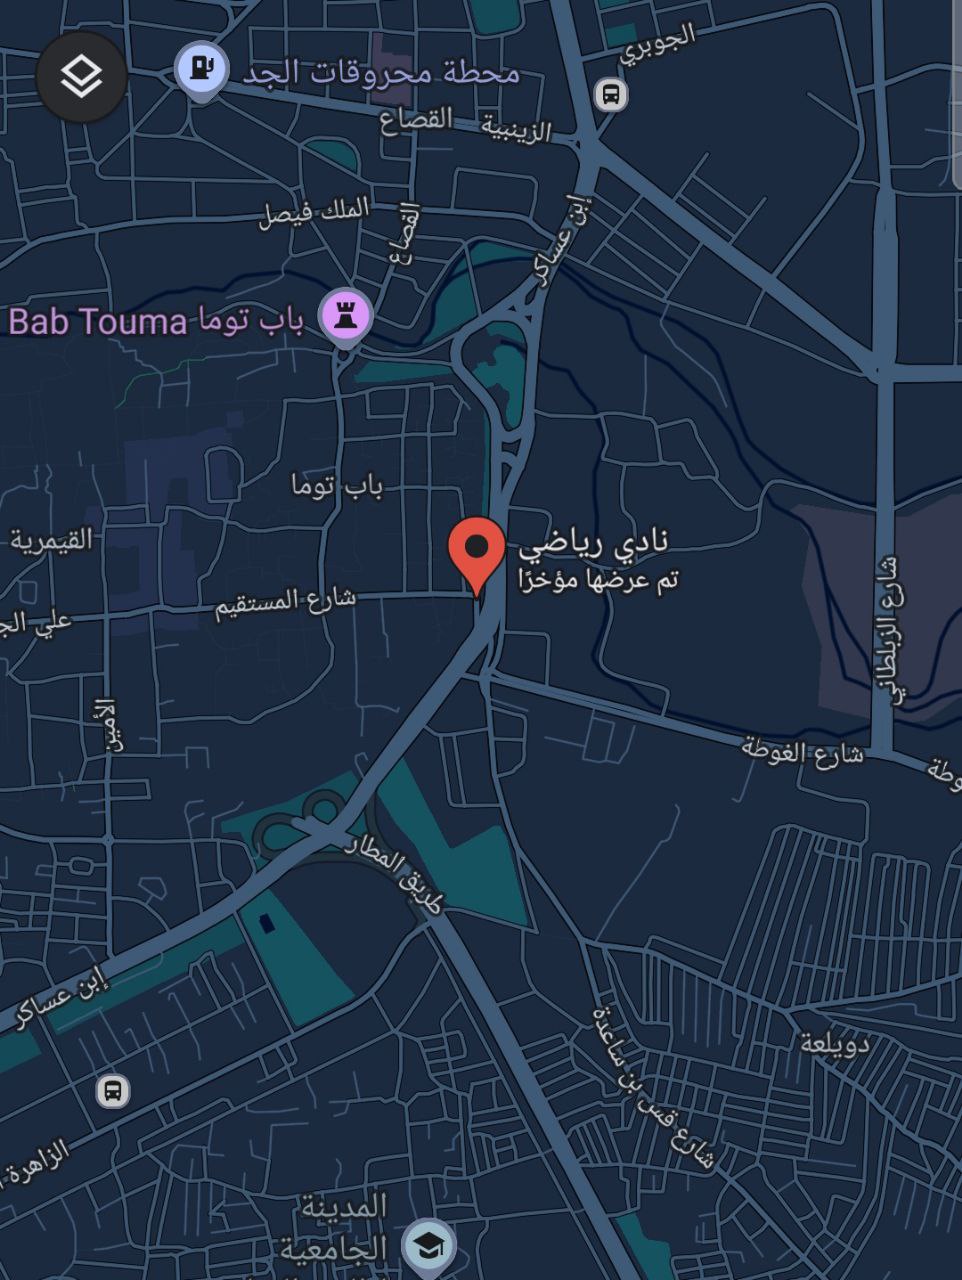 الجوبري
محطة محروقات الجد
القصاع
الزينبية
الملك فيصل
القصاع
إبن عساكر
Bab Touma باب توما
باب توما
القيمرية
نادي رياضي
تم عرضها مؤخرًا
شارع المستقيم
علي الج
شارع الزبلطاني
الأمين
شارع الغوطة
وطة
طريق المطار
إبن عساكر
دويلعة
شارع قس بن ساعدة
الزاهرة
المدينة
الجامعية